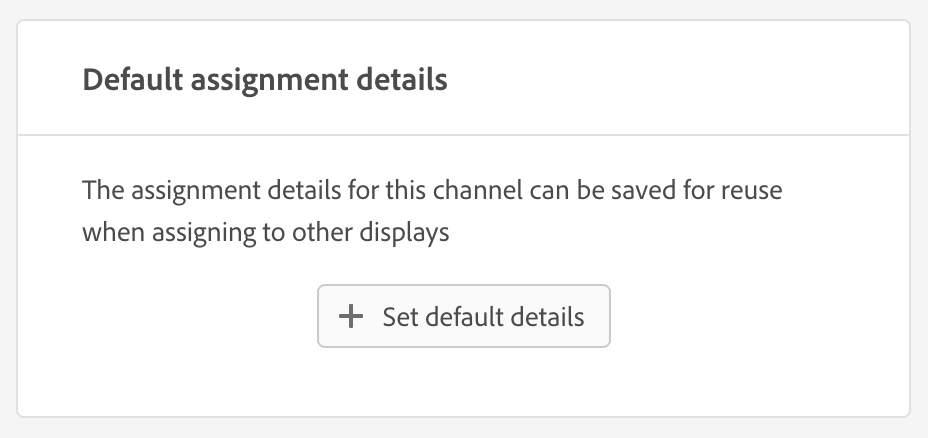 Default assignment details
The assignment details for this channel can be saved for reuse
when assigning to other displays
Set default details